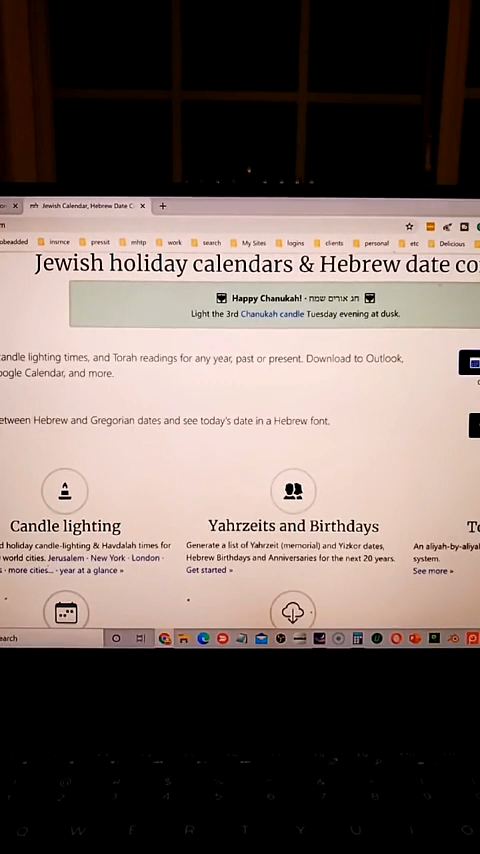 Jewish Calendar, Hebrew Date C
obeadded insrnce pressit mhtp work search My Sites logins clients personal etc Delicious
Jewish holiday calendars & Hebrew date co
Happy Chanukah! · חג אורים שמח
Light the 3rd Chanukah candle Tuesday evening at dusk.
andle lighting times, and Torah readings for any year, past or present. Download to Outlook,
ogle Calendar, and more.
etween Hebrew and Gregorian dates and see today's date in a Hebrew font.
Candle lighting
d holiday candle-lighting & Havdalah times for
world cities. Jerusalem · New York · London ·
· more cities... · year at a glance »
Yahrzeits and Birthdays
Generate a list of Yahrzeit (memorial) and Yizkor dates,
Hebrew Birthdays and Anniversaries for the next 20 years.
Get started »
An aliyah-by-aliya
system.
See more »
earch
W E R T Y U I